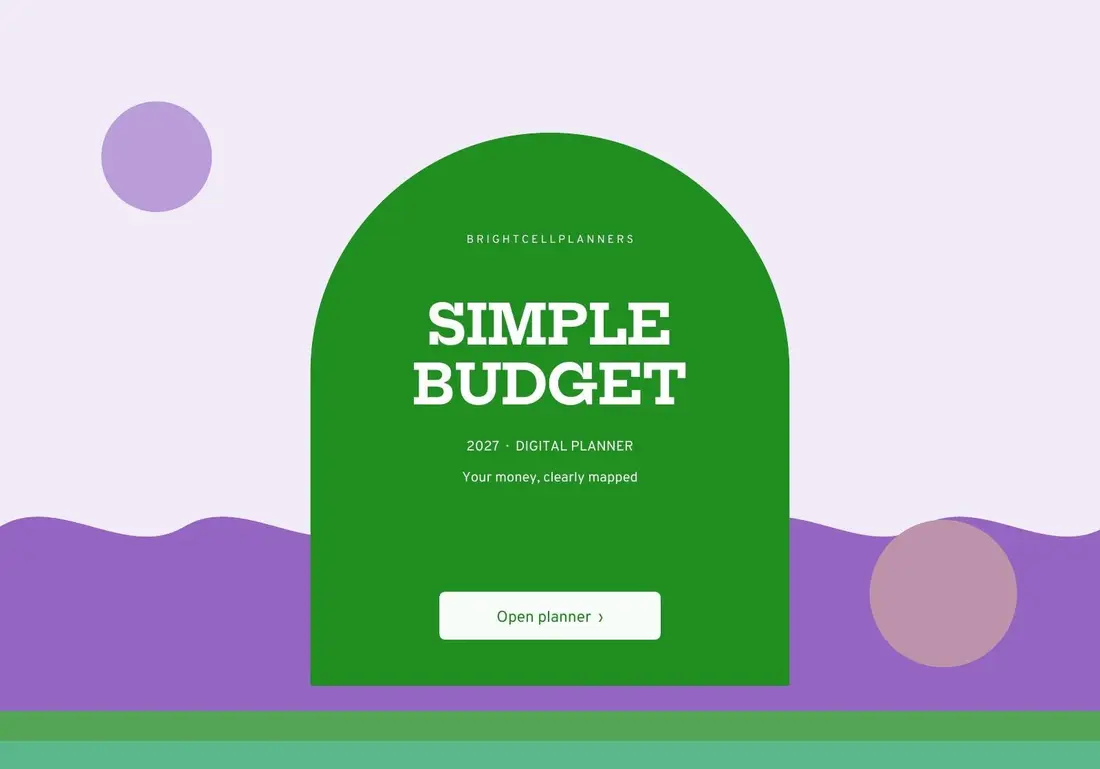 BRIGHTCELLPLANNERS
SIMPLE
BUDGET
2027 · DIGITAL PLANNER
Your money, clearly mapped
Open planner ›